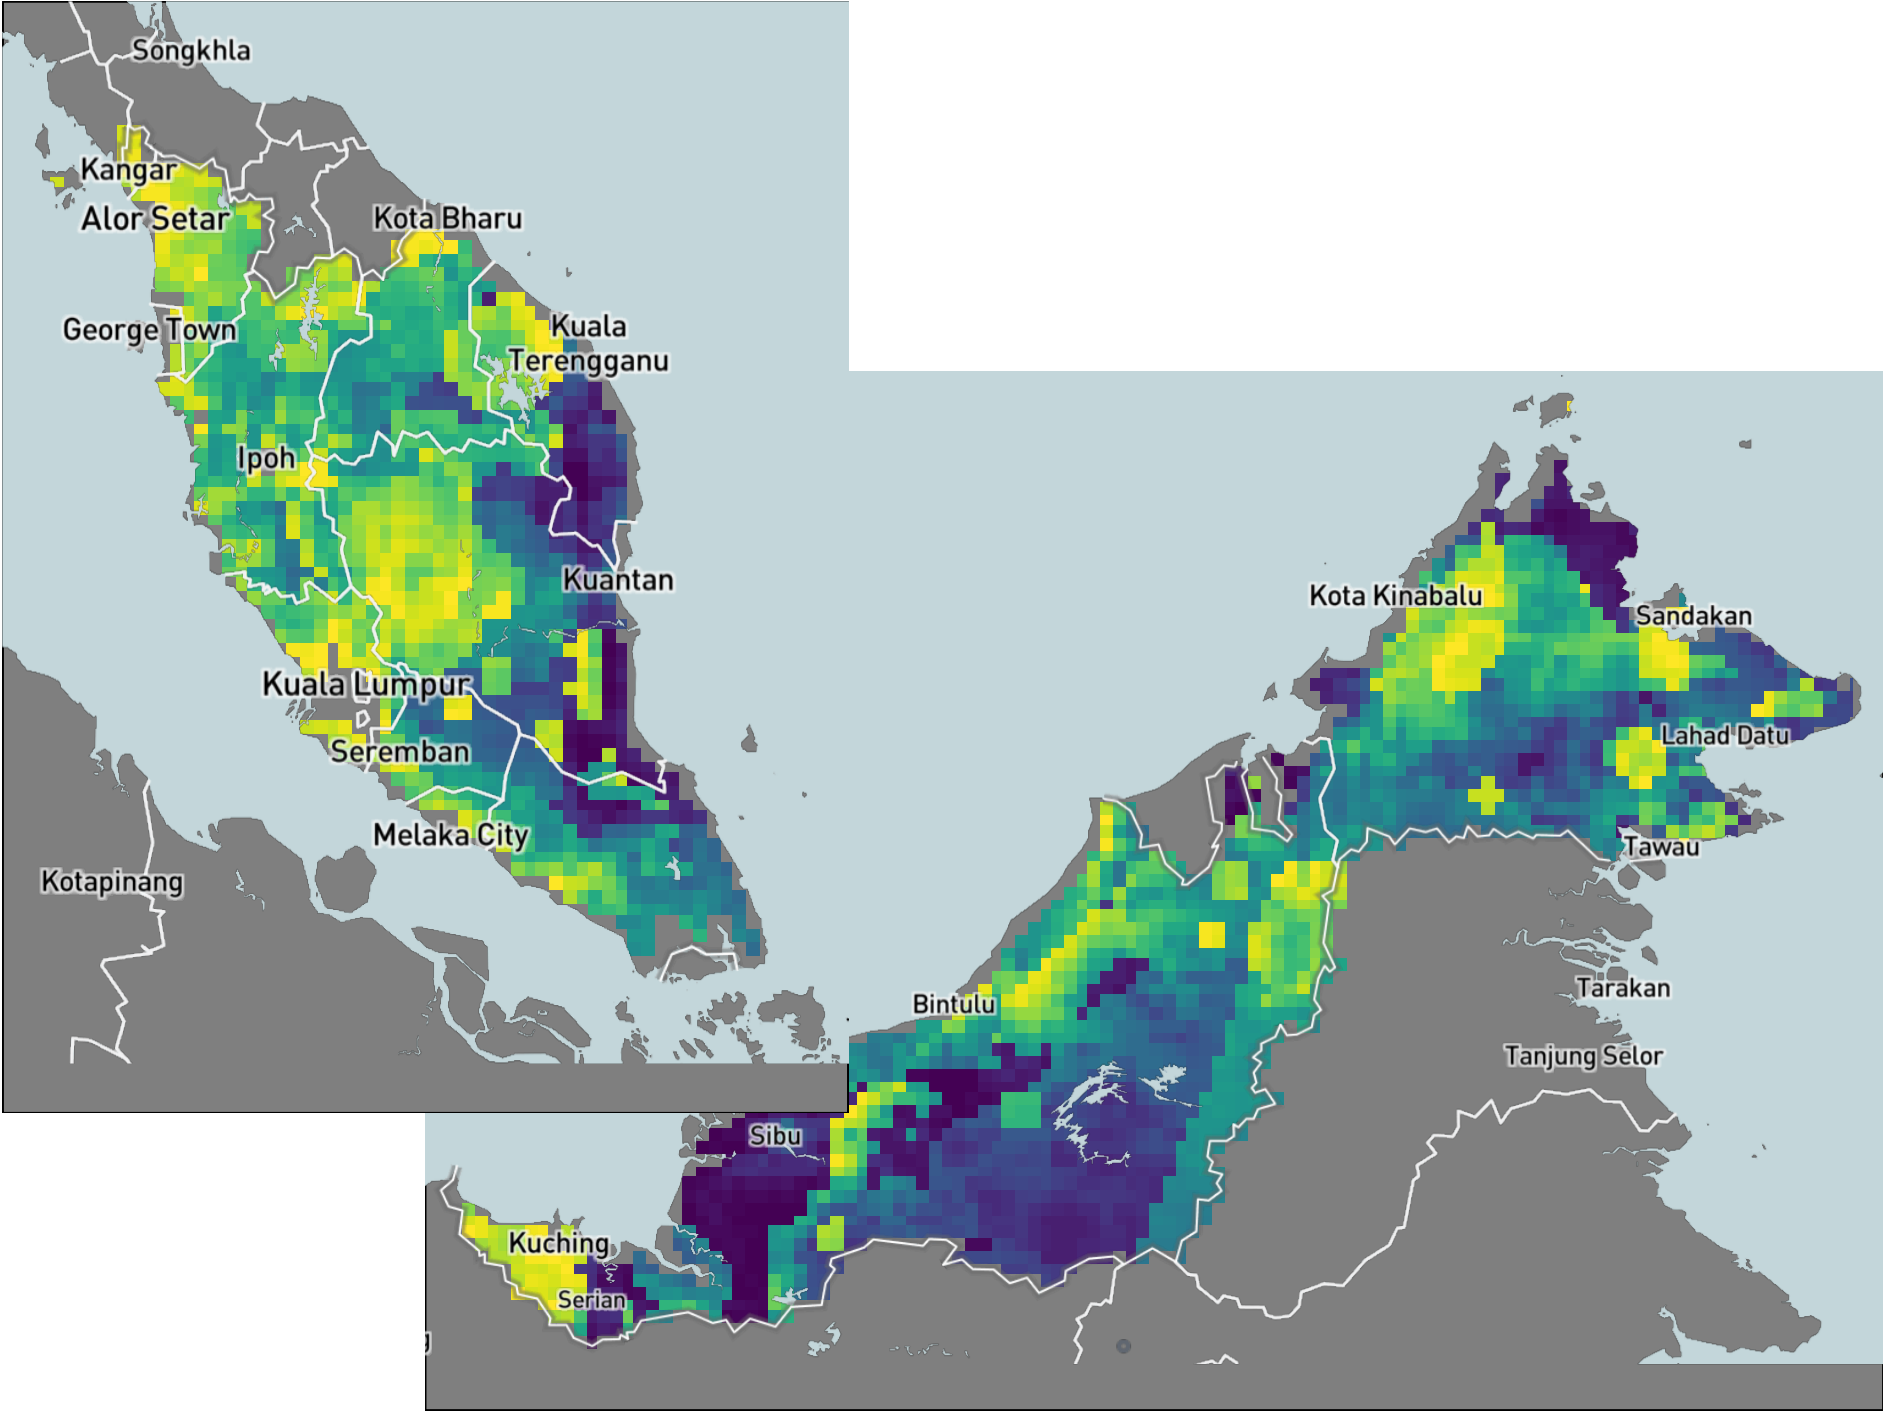 Songkhla
Kangar
Alor Setar
Kota Bharu
George Town
Kuala
Terengganu
Ipoh
Kuantan
Kuala Lumpur
Seremban
Melaka City
Kotapinang
Kota Kinabalu
Sandakan
Lahad Datu
Tawau
Tarakan
Bintulu
Tanjung Selor
Sibu
Kuching
Serian